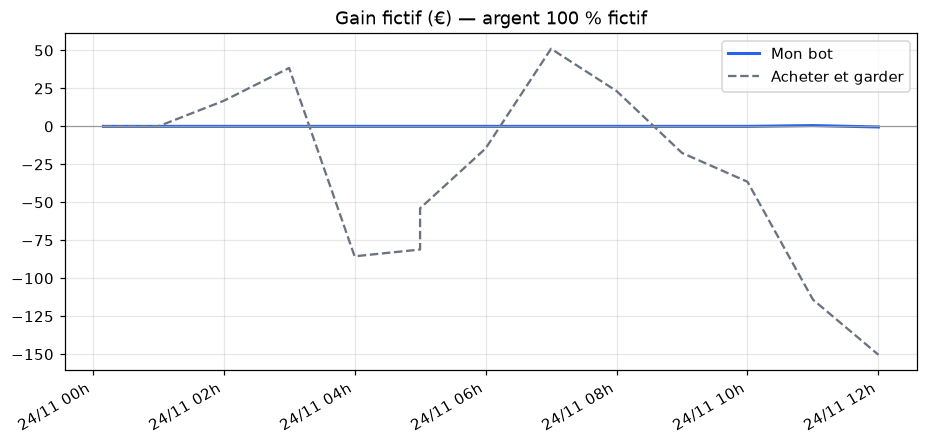 Gain fictif (€) — argent 100 % fictif
Mon bot
Acheter et garder
50
25
0
−25
−50
−75
−100
−125
−150
24/11 00h
24/11 02h
24/11 04h
24/11 06h
24/11 08h
24/11 10h
24/11 12h